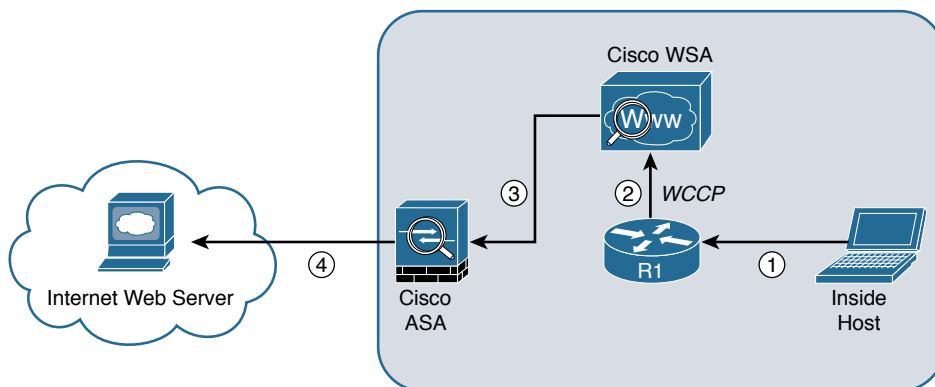 Cisco WSA
Www
3
2
WCCP
4
R1
1
Internet Web Server
Cisco
ASA
Inside
Host